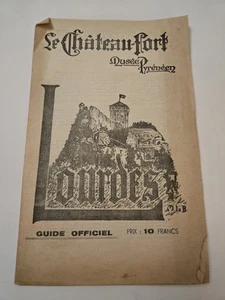 Le Château-Fort
Musée Pyrénéen
Lourdes
GUIDE OFFICIEL PRIX : 10 FRANCS